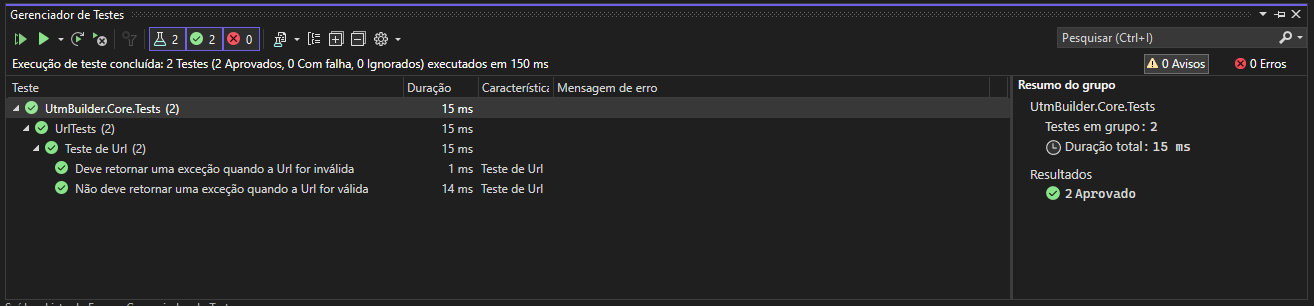 Gerenciador de Testes
2 2 0
Pesquisar (Ctrl+I)
Execução de teste concluída: 2 Testes (2 Aprovados, 0 Com falha, 0 Ignorados) executados em 150 ms
0 Avisos 0 Erros
Teste Duração Característica Mensagem de erro
UtmBuilder.Core.Tests (2) 15 ms
UrlTests (2) 15 ms
Teste de Url (2) 15 ms
Deve retornar uma exceção quando a Url for inválida 1 ms Teste de Url
Não deve retornar uma exceção quando a Url for válida 14 ms Teste de Url
Resumo do grupo
UtmBuilder.Core.Tests
Testes em grupo: 2
Duração total: 15 ms
Resultados
2 Aprovado